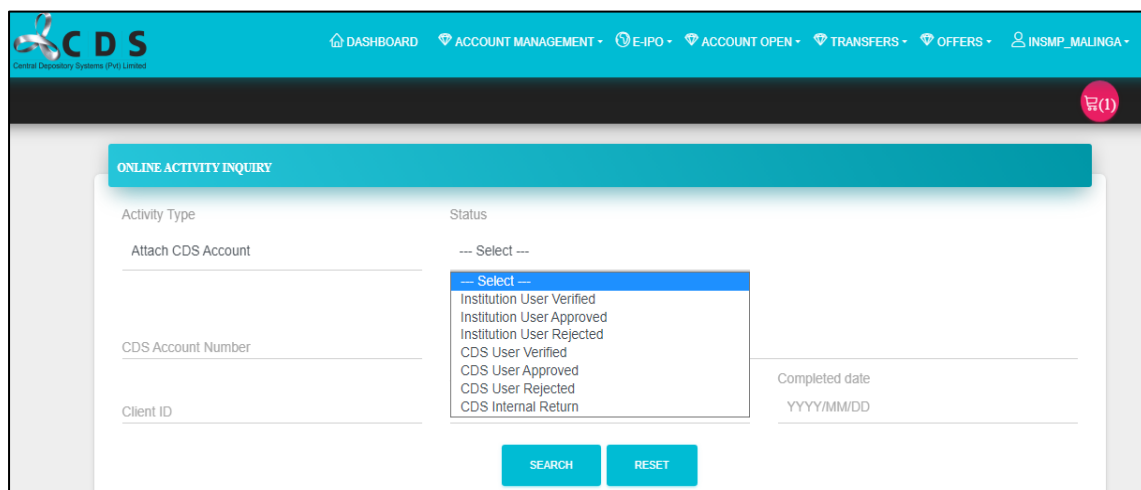 CDS
Central Depository Systems (Pvt) Limited
DASHBOARD ACCOUNT MANAGEMENT E-IPO ACCOUNT OPEN TRANSFERS OFFERS INSMP_MALINGA
(1)
ONLINE ACTIVITY INQUIRY
Activity Type Status
Attach CDS Account --- Select ---
--- Select ---
Institution User Verified
Institution User Approved
Institution User Rejected
CDS Account Number
CDS User Verified
CDS User Approved
Completed date
CDS User Rejected
Client ID
CDS Internal Return
YYYY/MM/DD
SEARCH RESET